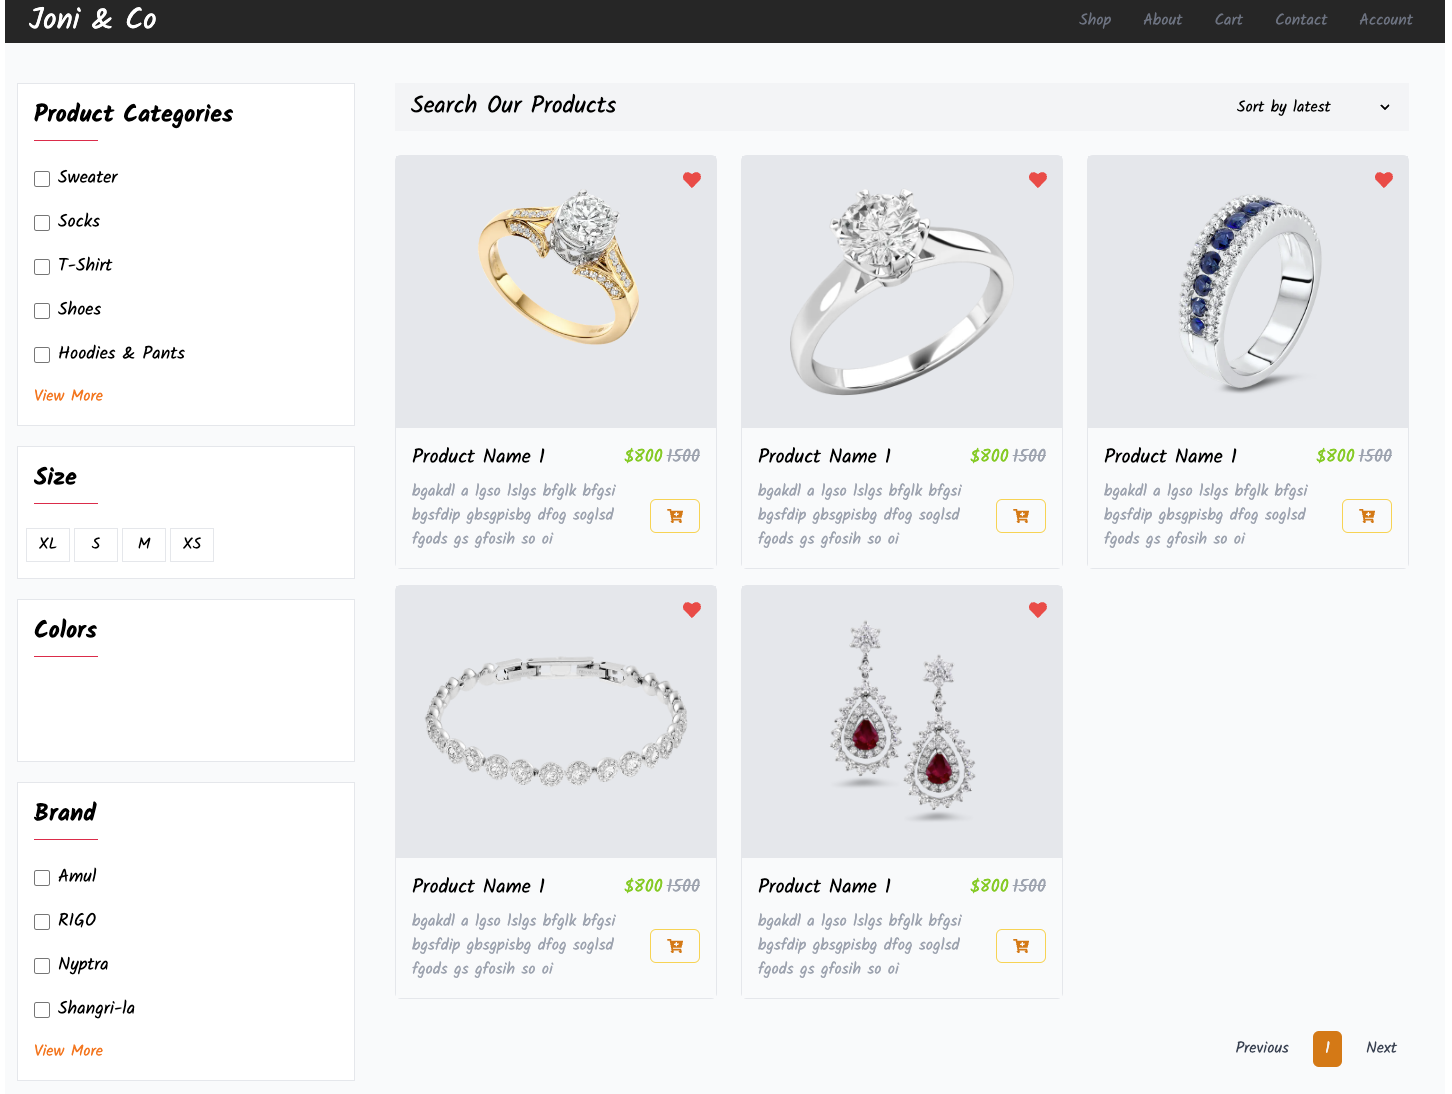 Joni & Co
Shop About Cart Contact Account
Product Categories
Sweater
Socks
T-Shirt
Shoes
Hoodies & Pants
View More
Size
XL S M XS
Colors
Brand
Amul
RIGO
Nyptra
Shangri-la
View More
Search Our Products
Sort by latest
Product Name 1 $800 1500
bgakdl a lgso lslgs bfglk bfgsi
bgsfdip gbsgpisbg dfog soglsd
fgods gs gfosih so oi
Product Name 1 $800 1500
bgakdl a lgso lslgs bfglk bfgsi
bgsfdip gbsgpisbg dfog soglsd
fgods gs gfosih so oi
Product Name 1 $800 1500
bgakdl a lgso lslgs bfglk bfgsi
bgsfdip gbsgpisbg dfog soglsd
fgods gs gfosih so oi
Product Name 1 $800 1500
bgakdl a lgso lslgs bfglk bfgsi
bgsfdip gbsgpisbg dfog soglsd
fgods gs gfosih so oi
Product Name 1 $800 1500
bgakdl a lgso lslgs bfglk bfgsi
bgsfdip gbsgpisbg dfog soglsd
fgods gs gfosih so oi
Previous 1 Next